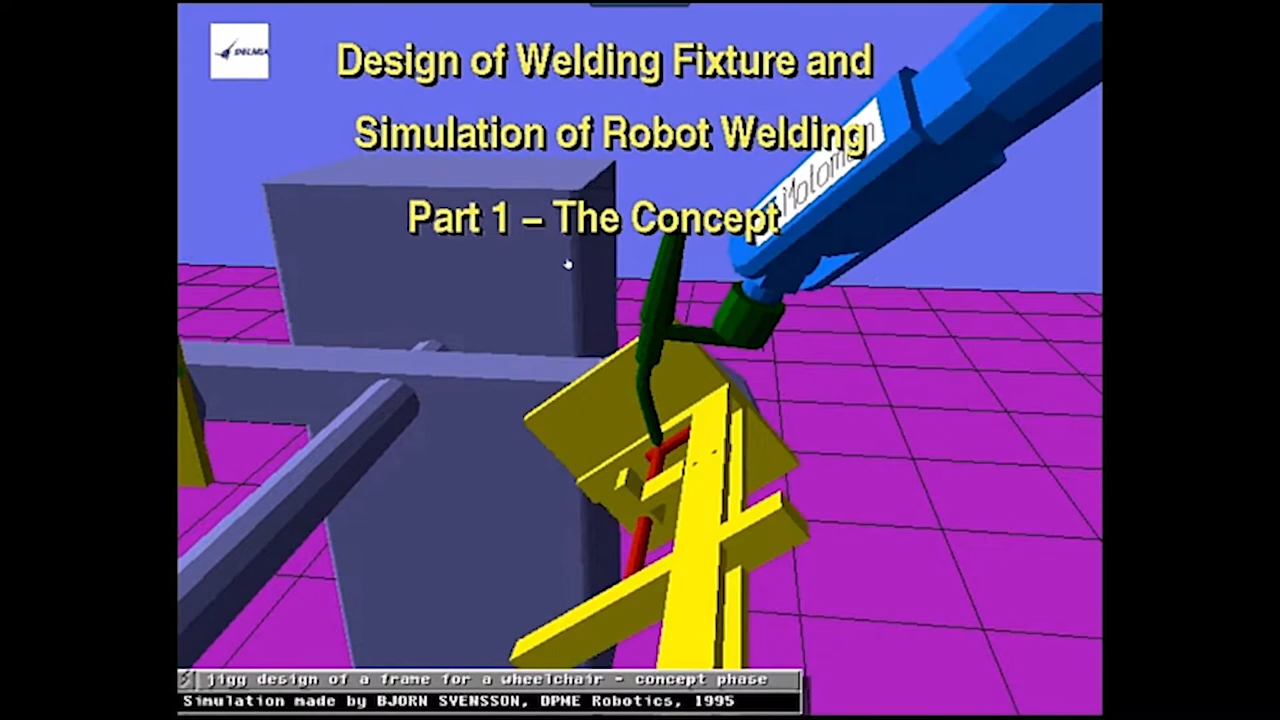 DELMIA
Design of Welding Fixture and
Simulation of Robot Welding
Motoman
Part 1 – The Concept
jigg design of a frame for a wheelchair - concept phase
Simulation made by BJORN SVENSSON, DPME Robotics, 1995